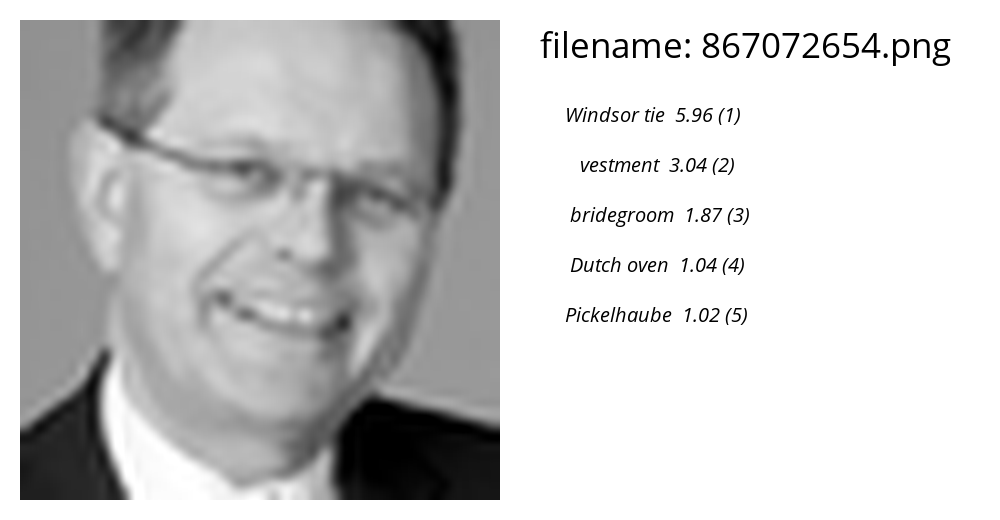 filename: 867072654.png
Windsor tie 5.96 (1)
vestment 3.04 (2)
bridegroom 1.87 (3)
Dutch oven 1.04 (4)
Pickelhaube 1.02 (5)